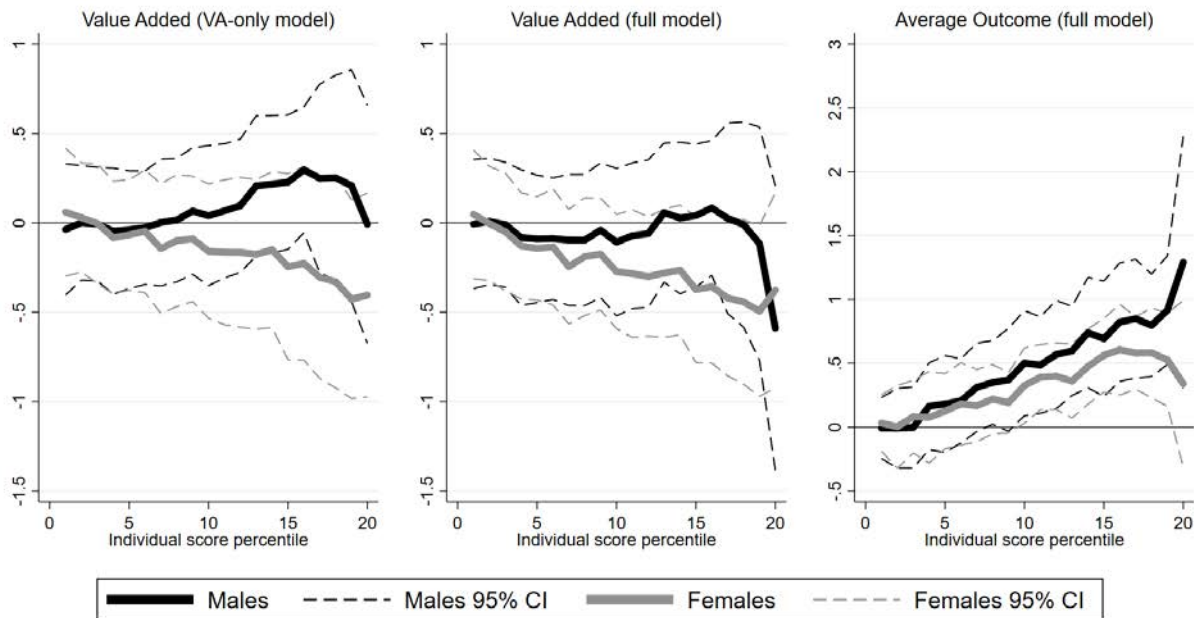 Value Added (VA-only model)
Value Added (full model)
Average Outcome (full model)
1
.5
0
-.5
-1
-1.5
0 5 10 15 20
Individual score percentile
1
.5
0
-.5
-1
-1.5
0 5 10 15 20
Individual score percentile
3
2.5
2
1.5
1
.5
0
-.5
0 5 10 15 20
Individual score percentile
Males Males 95% CI Females Females 95% CI